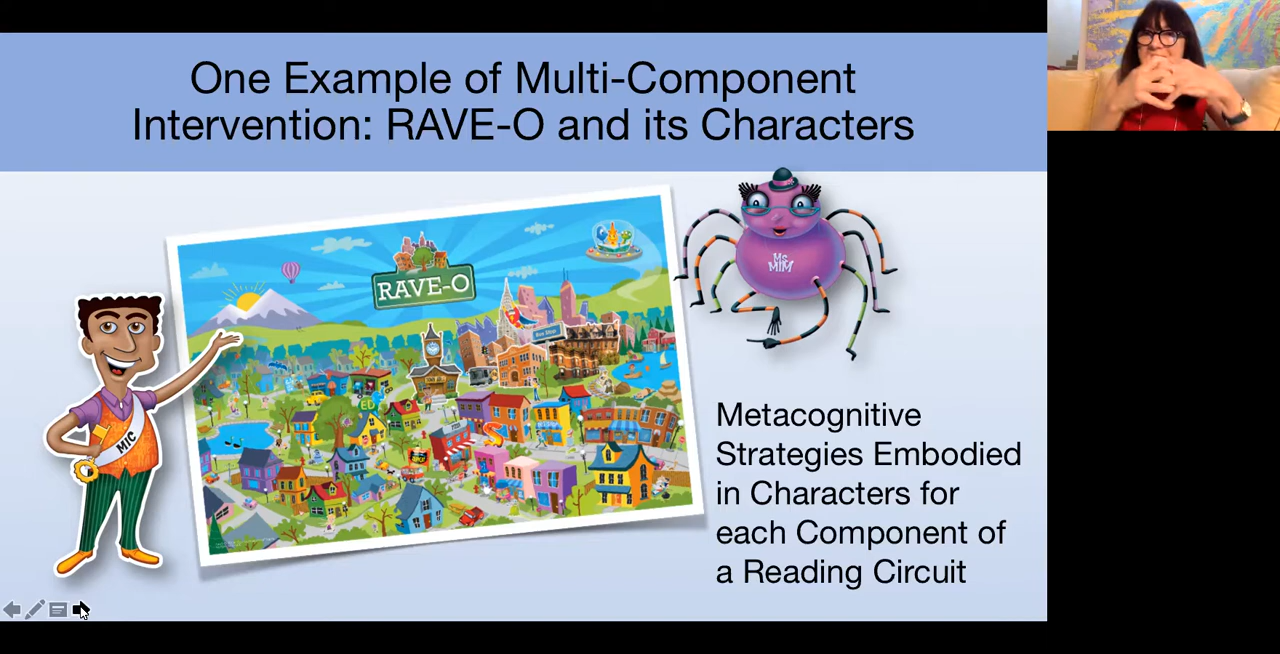 One Example of Multi-Component
Intervention: RAVE-O and its Characters
RAVE-O
Ms
MIM
MIC
ED
Metacognitive
Strategies Embodied
in Characters for
each Component of
a Reading Circuit